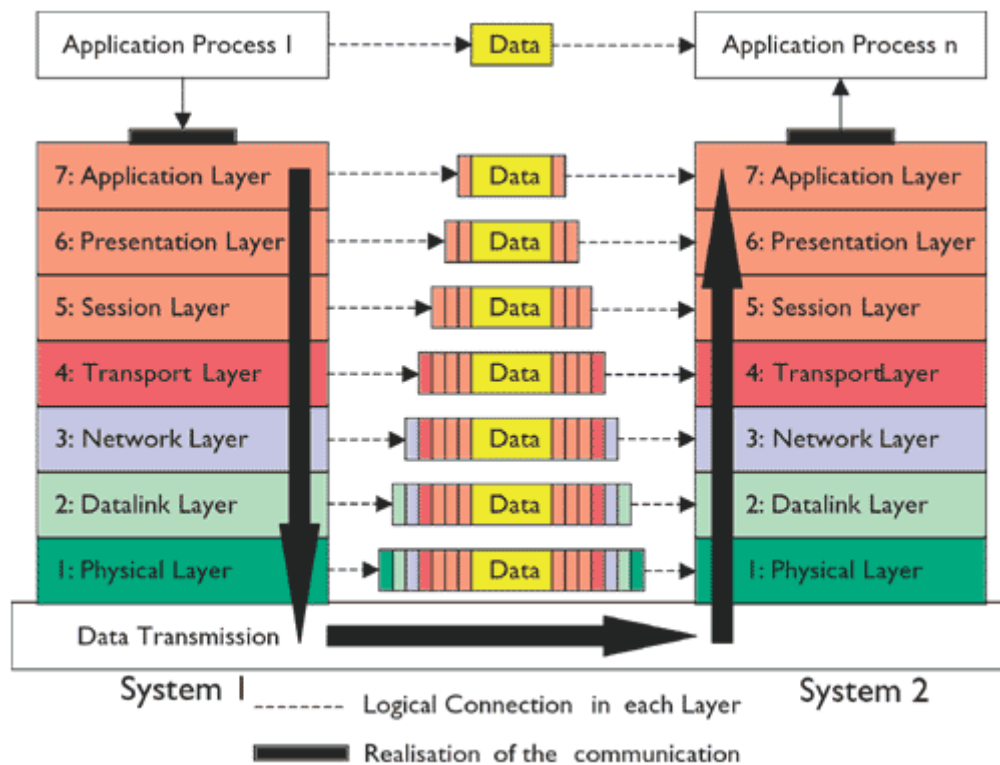 Application Process 1
Data
Application Process n
7: Application Layer
Data
7: Application Layer
6: Presentation Layer
Data
6: Presentation Layer
5: Session Layer
Data
5: Session Layer
4: Transport Layer
Data
4: Transport Layer
3: Network Layer
Data
3: Network Layer
2: Datalink Layer
Data
2: Datalink Layer
1: Physical Layer
Data
1: Physical Layer
Data Transmission
System 1
System 2
Logical Connection in each Layer
Realisation of the communication